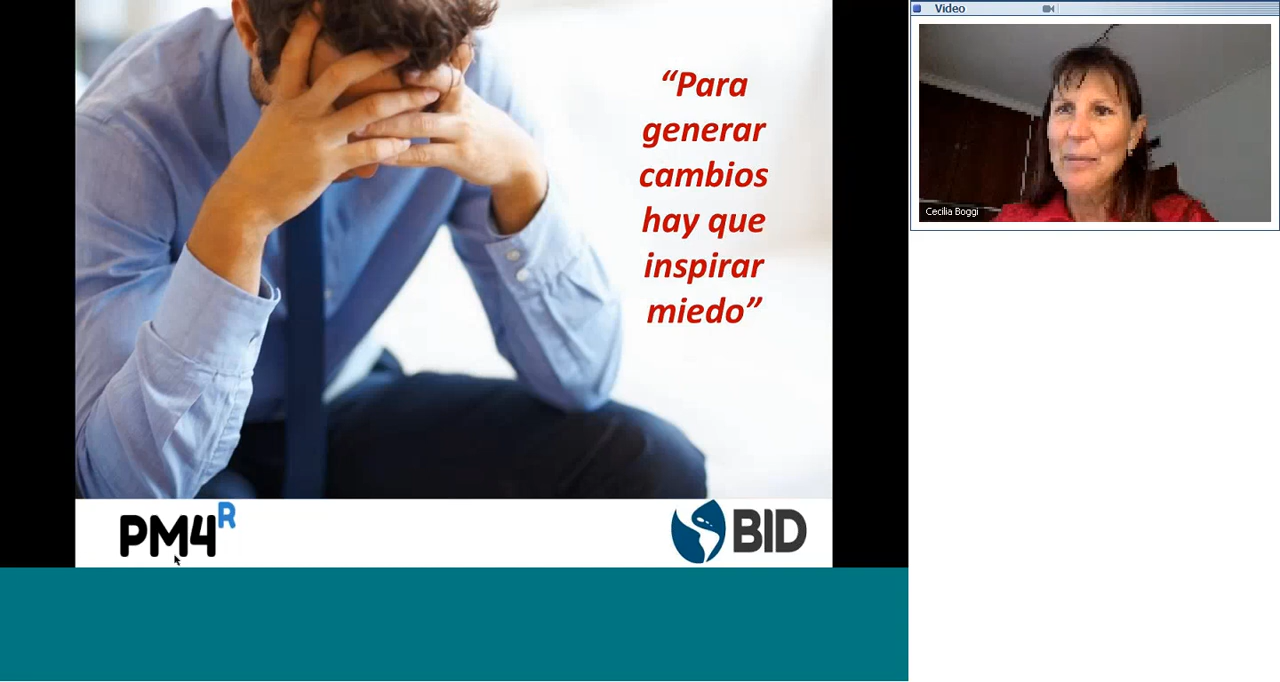 “Para
generar
cambios
hay que
inspirar
miedo”
PM4R
BID
Video
Cecilia Boggi